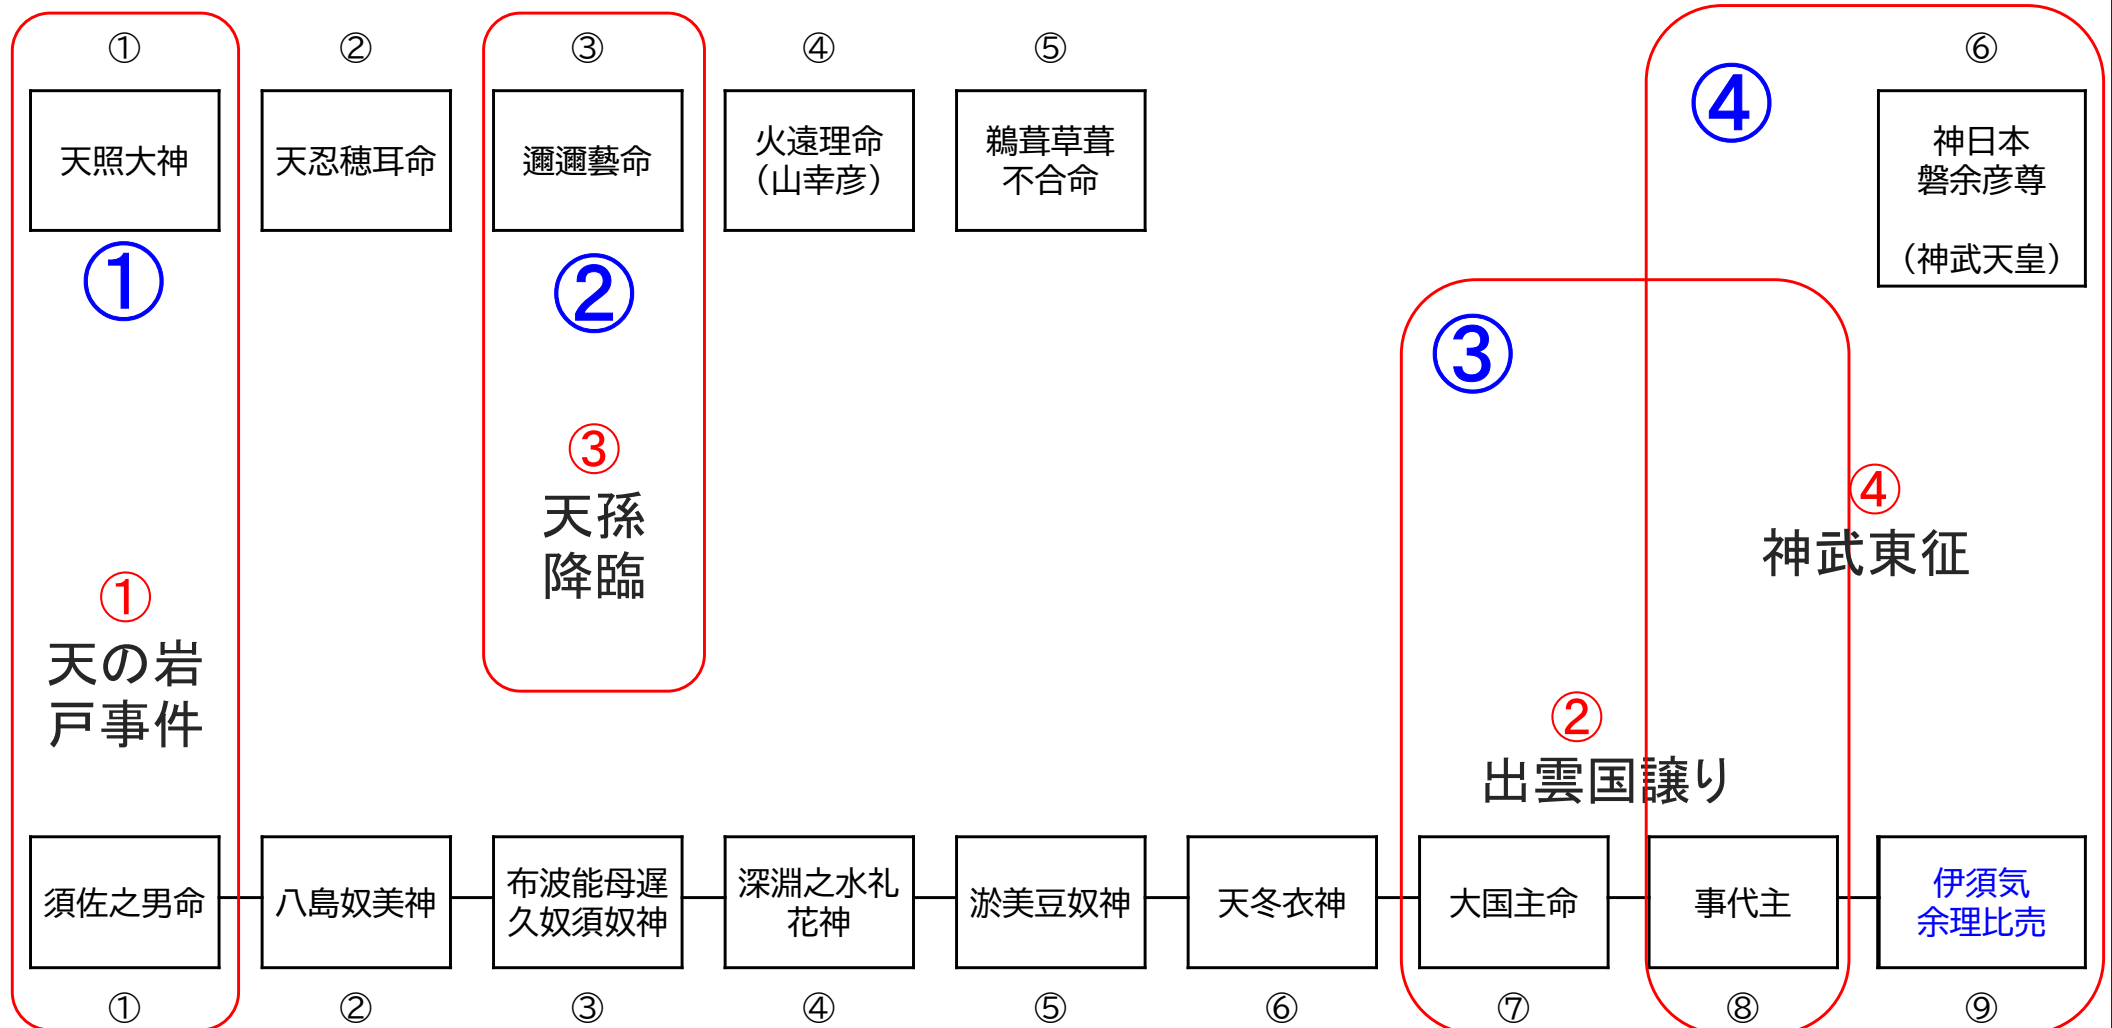 ①
②
③
④
⑤
⑥
天照大神
天忍穂耳命
邇邇藝命
火遠理命
（山幸彦）
鵜葺草葺
不合命
神日本
磐余彦尊
（神武天皇）
①
②
③
④
③
天孫
降臨
①
天の岩
戸事件
④
神武東征
②
出雲国譲り
須佐之男命
八島奴美神
布波能母遅
久奴須奴神
深淵之水礼
花神
淤美豆奴神
天冬衣神
大国主命
事代主
伊須気
余理比売
①
②
③
④
⑤
⑥
⑦
⑧
⑨